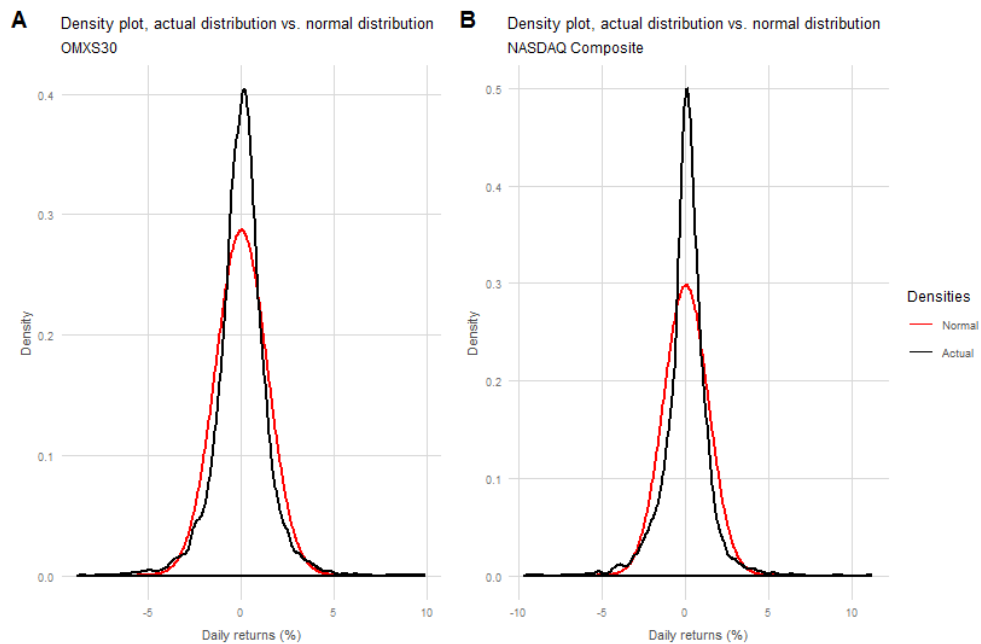 A
Density plot, actual distribution vs. normal distribution
OMXS30
0.4
0.3
0.2
0.1
0.0
Density
-5
0
5
10
Daily returns (%)
B
Density plot, actual distribution vs. normal distribution
NASDAQ Composite
0.5
0.4
0.3
0.2
0.1
0.0
Density
-10
-5
0
5
10
Daily returns (%)
Densities
Normal
Actual